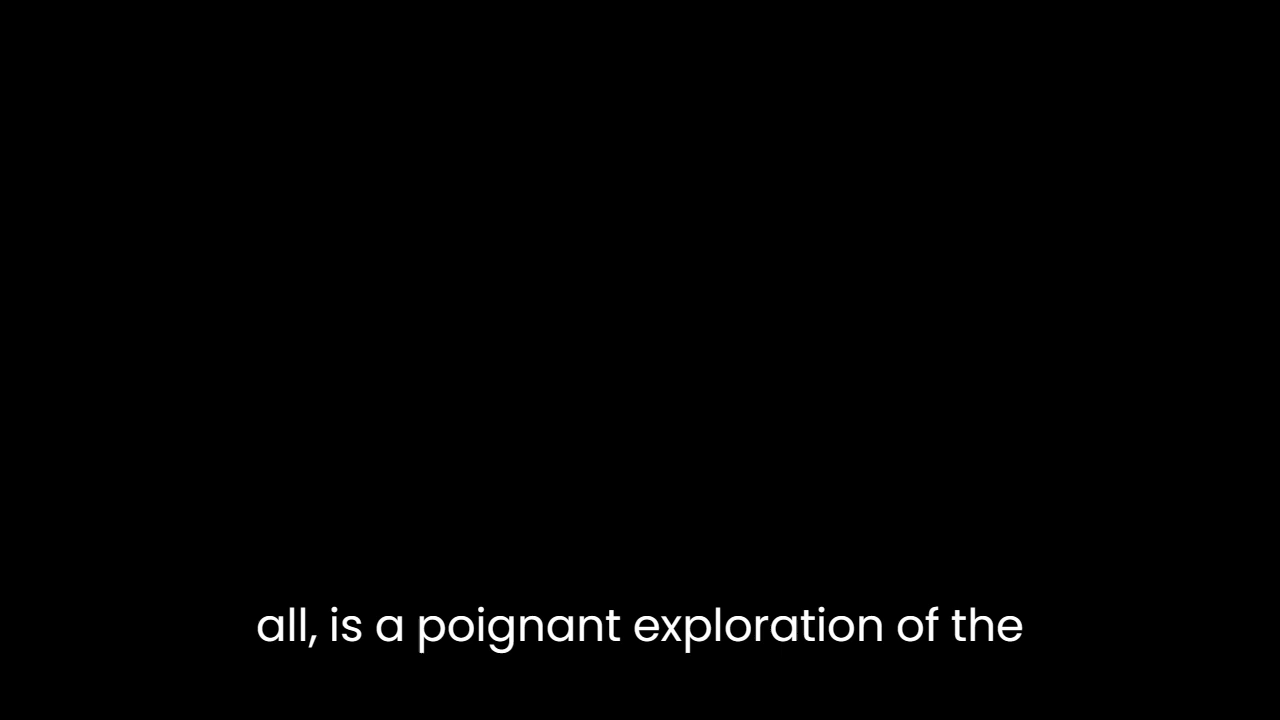 all, is a poignant exploration of the